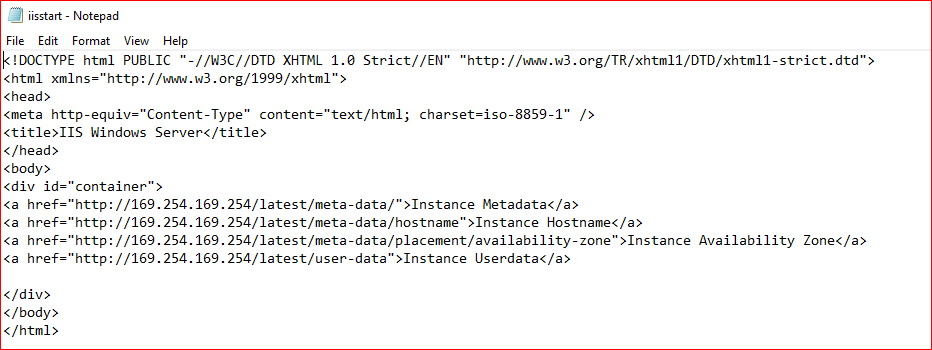 iisstart - Notepad
File Edit Format View Help
<!DOCTYPE html PUBLIC "-//W3C//DTD XHTML 1.0 Strict//EN" "http://www.w3.org/TR/xhtml1/DTD/xhtml1-strict.dtd">
<html xmlns="http://www.w3.org/1999/xhtml">
<head>
<meta http-equiv="Content-Type" content="text/html; charset=iso-8859-1" />
<title>IIS Windows Server</title>
</head>
<body>
<div id="container">
<a href="http://169.254.169.254/latest/meta-data/">Instance Metadata</a>
<a href="http://169.254.169.254/latest/meta-data/hostname">Instance Hostname</a>
<a href="http://169.254.169.254/latest/meta-data/placement/availability-zone">Instance Availability Zone</a>
<a href="http://169.254.169.254/latest/user-data">Instance Userdata</a>
</div>
</body>
</html>